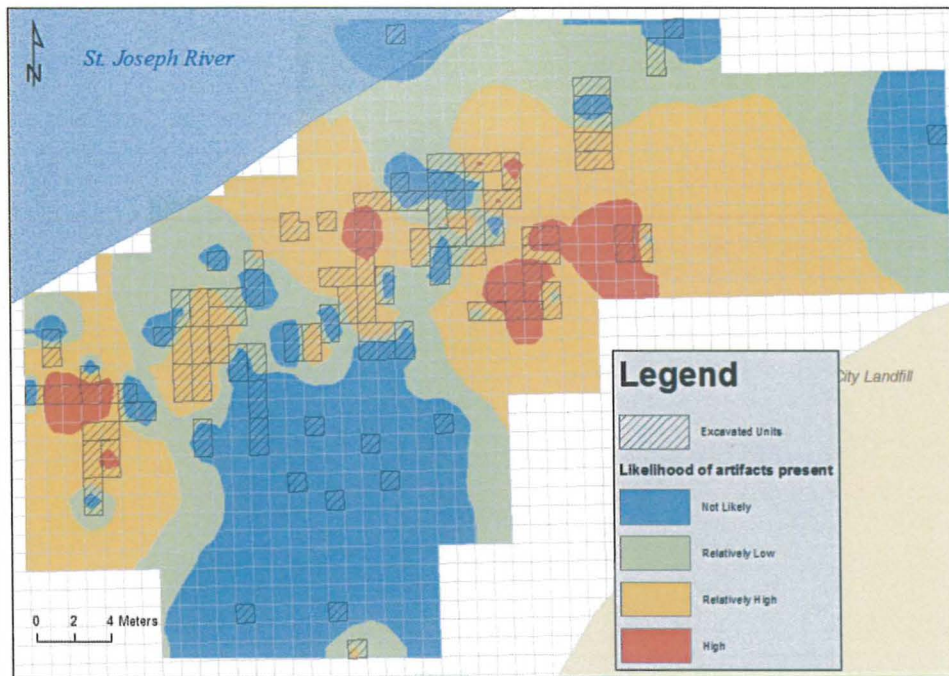 N
St. Joseph River
City Landfill
Legend
Excavated Units
Likelihood of artifacts present
Not Likely
Relatively Low
Relatively High
High
0 2 4 Meters